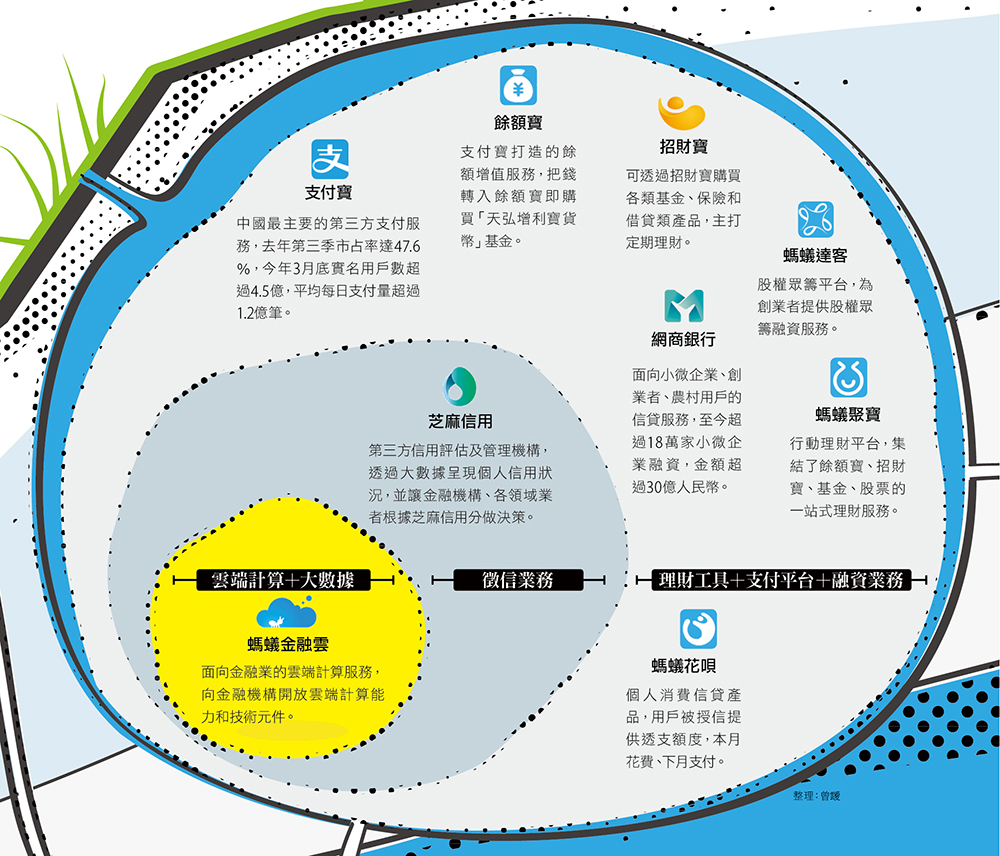 支
支付寶
中國最主要的第三方支付服
務，去年第三季市占率達47.6
%，今年3月底實名用戶數超
過4.5億，平均每日支付量超過
1.2億筆。
¥
餘額寶
支付寶打造的餘
額增值服務，把錢
轉入餘額寶即購
買「天弘增利寶貨
幣」基金。
招財寶
可透過招財寶購買
各類基金、保險和
借貸類產品，主打
定期理財。
螞蟻達客
股權眾籌平台，為
創業者提供股權眾
籌融資服務。
網商銀行
面向小微企業、創
業者、農村用戶的
信貸服務，至今超
過18萬家小微企
業融資，金額超
過30億人民幣。
螞蟻聚寶
行動理財平台，集
結了餘額寶、招財
寶、基金、股票的
一站式理財服務。
芝麻信用
第三方信用評估及管理機構，
透過大數據呈現個人信用狀
況，並讓金融機構、各領域業
者根據芝麻信用分做決策。
雲端計算＋大數據
徵信業務
理財工具＋支付平台＋融資業務
螞蟻金融雲
面向金融業的雲端計算服務，
向金融機構開放雲端計算能
力和技術元件。
螞蟻花唄
個人消費信貸產
品，用戶被授信提
供透支額度，本月
花費、下月支付。
整理：曾靉